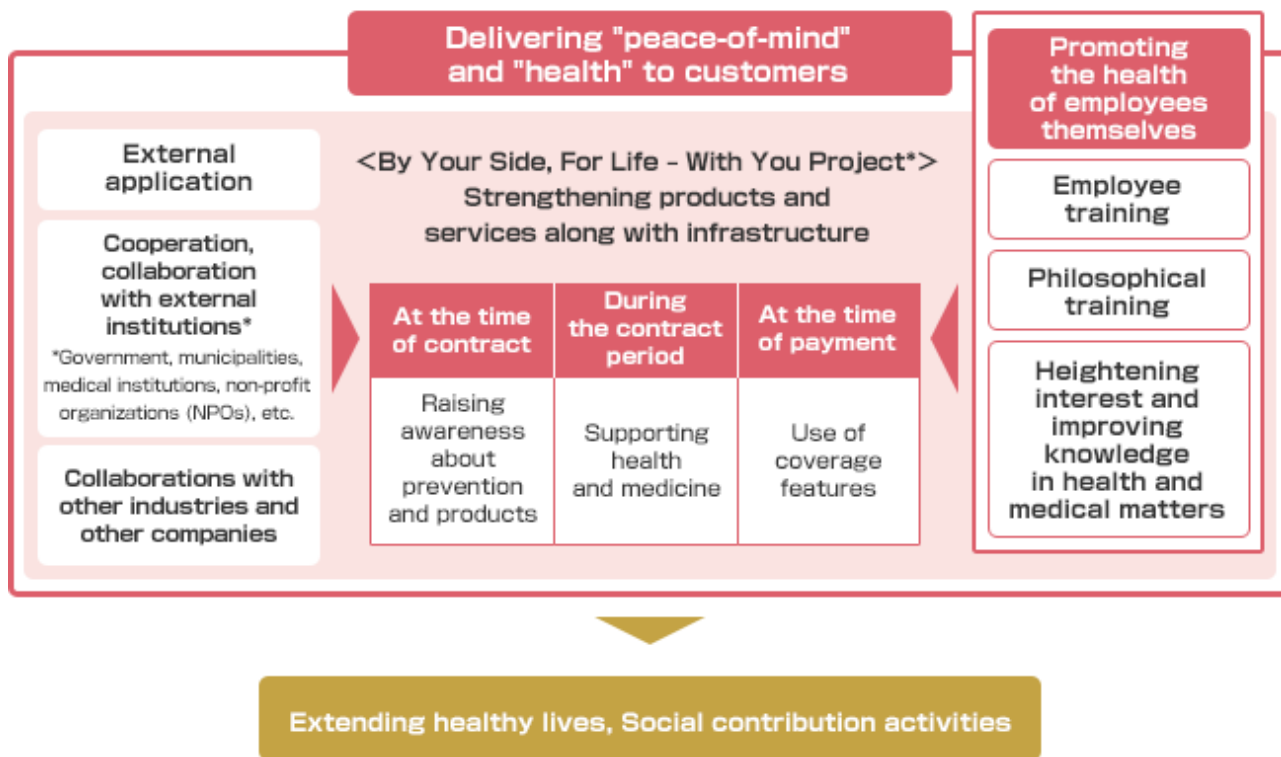 Delivering "peace-of-mind"
and "health" to customers
Promoting
the health
of employees
themselves
External
application
Cooperation,
collaboration
with external
institutions*
*Government, municipalities,
medical institutions, non-profit
organizations (NPOs), etc.
Collaborations with
other industries and
other companies
<By Your Side, For Life - With You Project*>
Strengthening products and
services along with infrastructure
At the time
of contract
During
the contract
period
At the time
of payment
Raising
awareness
about
prevention
and products
Supporting
health
and medicine
Use of
coverage
features
Employee
training
Philosophical
training
Heightening
interest and
improving
knowledge
in health and
medical matters
Extending healthy lives, Social contribution activities